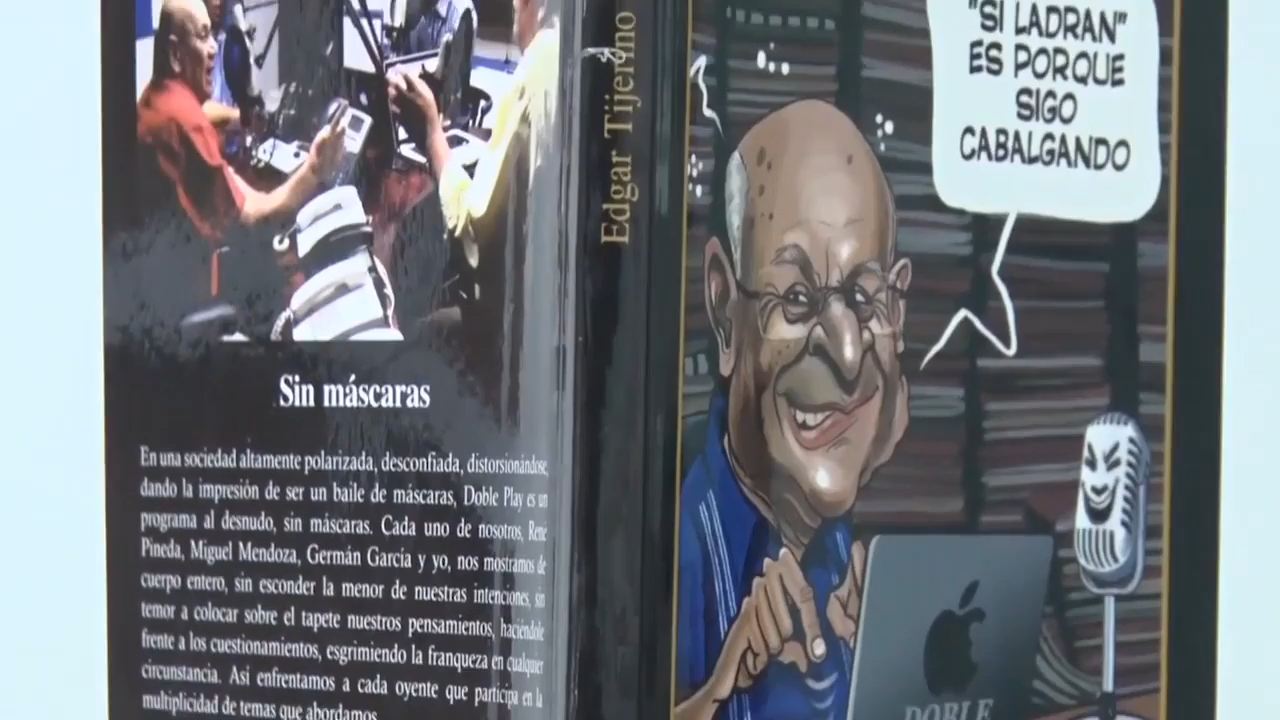 Sin máscaras
En una sociedad altamente polarizada, desconfiada, distorsionándose,
dando la impresión de ser un baile de máscaras, Doble Play es un
programa al desnudo, sin máscaras. Cada uno de nosotros, René
Pineda, Miguel Mendoza, Germán García y yo, nos mostramos de
cuerpo entero, sin esconder la menor de nuestras intenciones, sin
temor a colocar sobre el tapete nuestros pensamientos, haciéndole
frente a los cuestionamientos, esgrimiendo la franqueza en cualquier
circunstancia. Así enfrentamos a cada oyente que participa en la
multiplicidad de temas que abordamos.
Edgar Tijerino
"SI LADRAN"
ES PORQUE
SIGO
CABALGANDO
DOBLE